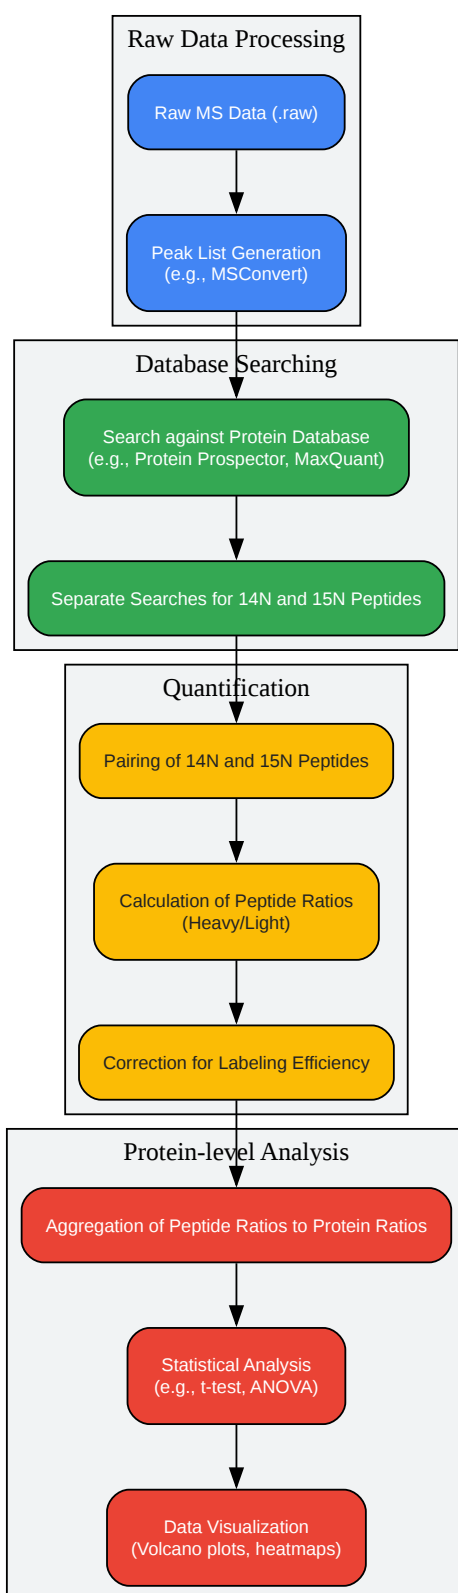 Raw Data Processing
Raw MS Data (.raw)
Peak List Generation
(e.g., MSConvert)
Database Searching
Search against Protein Database
(e.g., Protein Prospector, MaxQuant)
Separate Searches for 14N and 15N Peptides
Quantification
Pairing of 14N and 15N Peptides
Calculation of Peptide Ratios
(Heavy/Light)
Correction for Labeling Efficiency
Protein-level Analysis
Aggregation of Peptide Ratios to Protein Ratios
Statistical Analysis
(e.g., t-test, ANOVA)
Data Visualization
(Volcano plots, heatmaps)